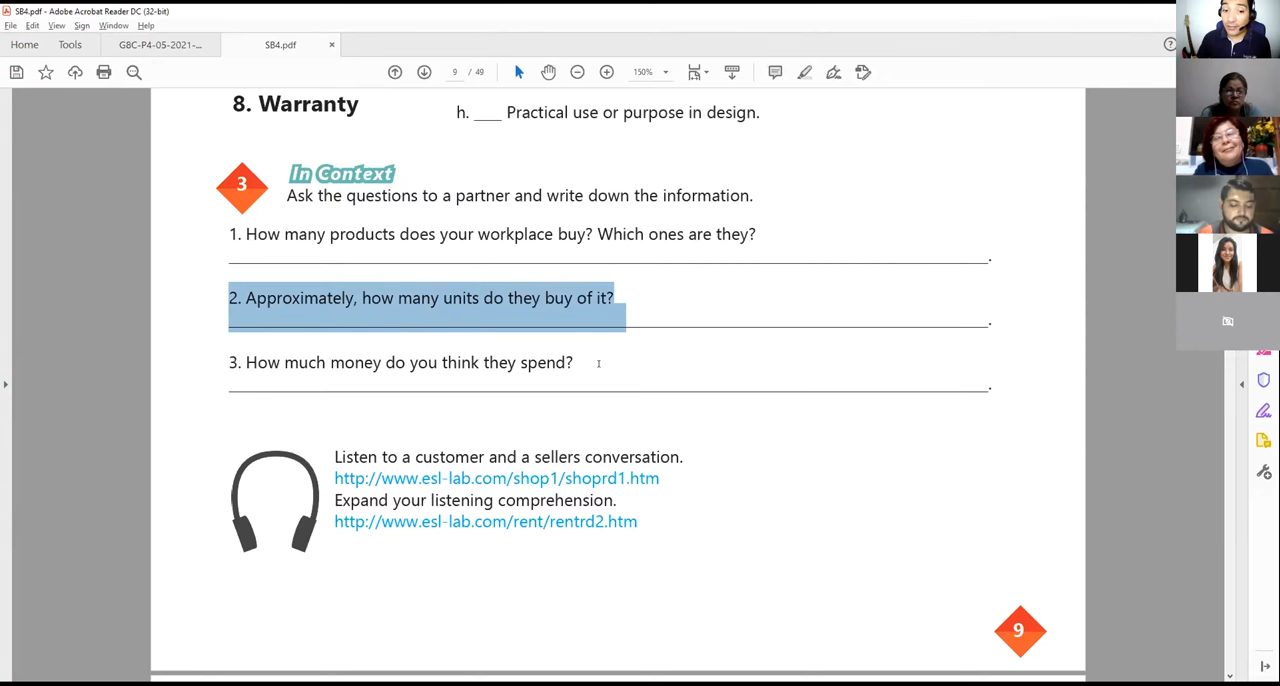 SB4.pdf - Adobe Acrobat Reader DC (32-bit)
File Edit View Sign Window Help
Home Tools G8C-P4-05-2021-... SB4.pdf ×
9 / 49 150%
8. Warranty
h. ___ Practical use or purpose in design.
3
In Context
Ask the questions to a partner and write down the information.
1. How many products does your workplace buy? Which ones are they?
2. Approximately, how many units do they buy of it?
3. How much money do you think they spend?
Listen to a customer and a sellers conversation.
http://www.esl-lab.com/shop1/shoprd1.htm
Expand your listening comprehension.
http://www.esl-lab.com/rent/rentrd2.htm
9